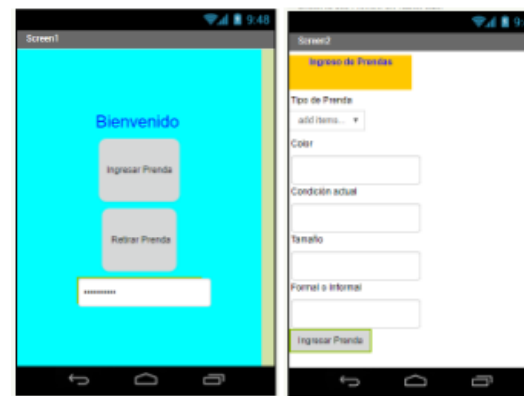 9:48
Screen1
Bienvenido
Ingresar Prenda
Retirar Prenda
Screen2
Ingreso de Prendas
Tipo de Prenda
add items...
Color
Condición actual
Tamaño
Formal o Informal
Ingresar Prenda